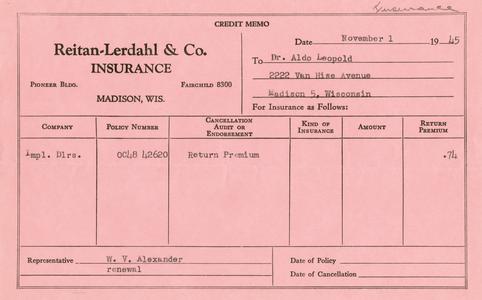 Insurance
CREDIT MEMO
Reitan-Lerdahl & Co.
INSURANCE
Pioneer Bldg. Fairchild 8300
MADISON, WIS.
Date November 1 1945
To Dr. Aldo Leopold
2222 Van Hise Avenue
Madison 5, Wisconsin
For Insurance as Follows:
Company Policy Number Cancellation Audit or Endorsement Kind of Insurance Amount Return Premium
Impl. Dlrs. OC48 42620 Return Premium .74
Representative W. V. Alexander
renewal
Date of Policy
Date of Cancellation